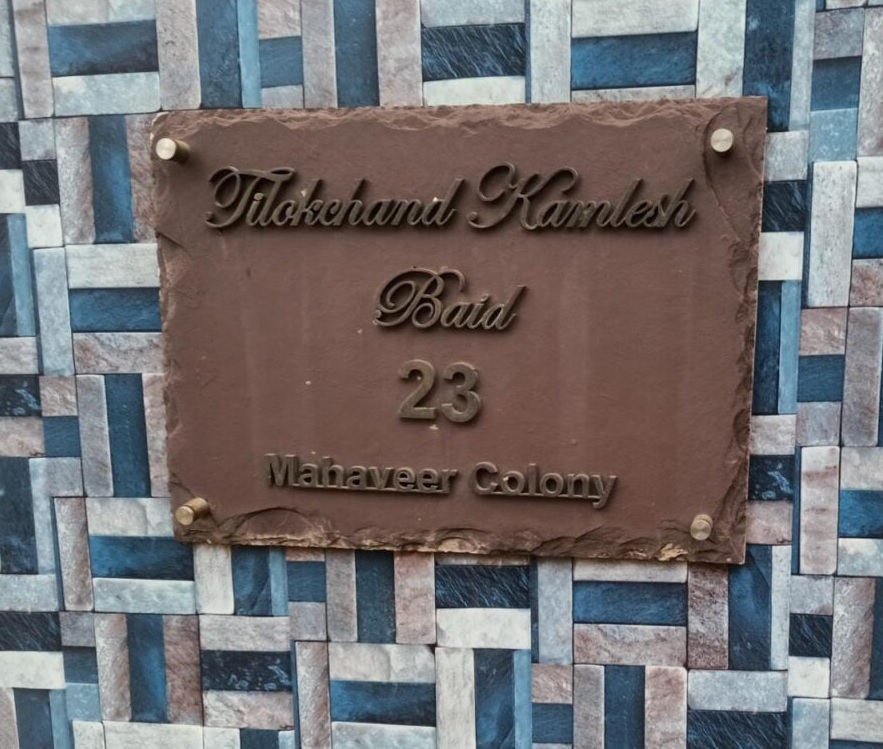 Tilokchand Kamlesh
Baid
23
Mahaveer Colony